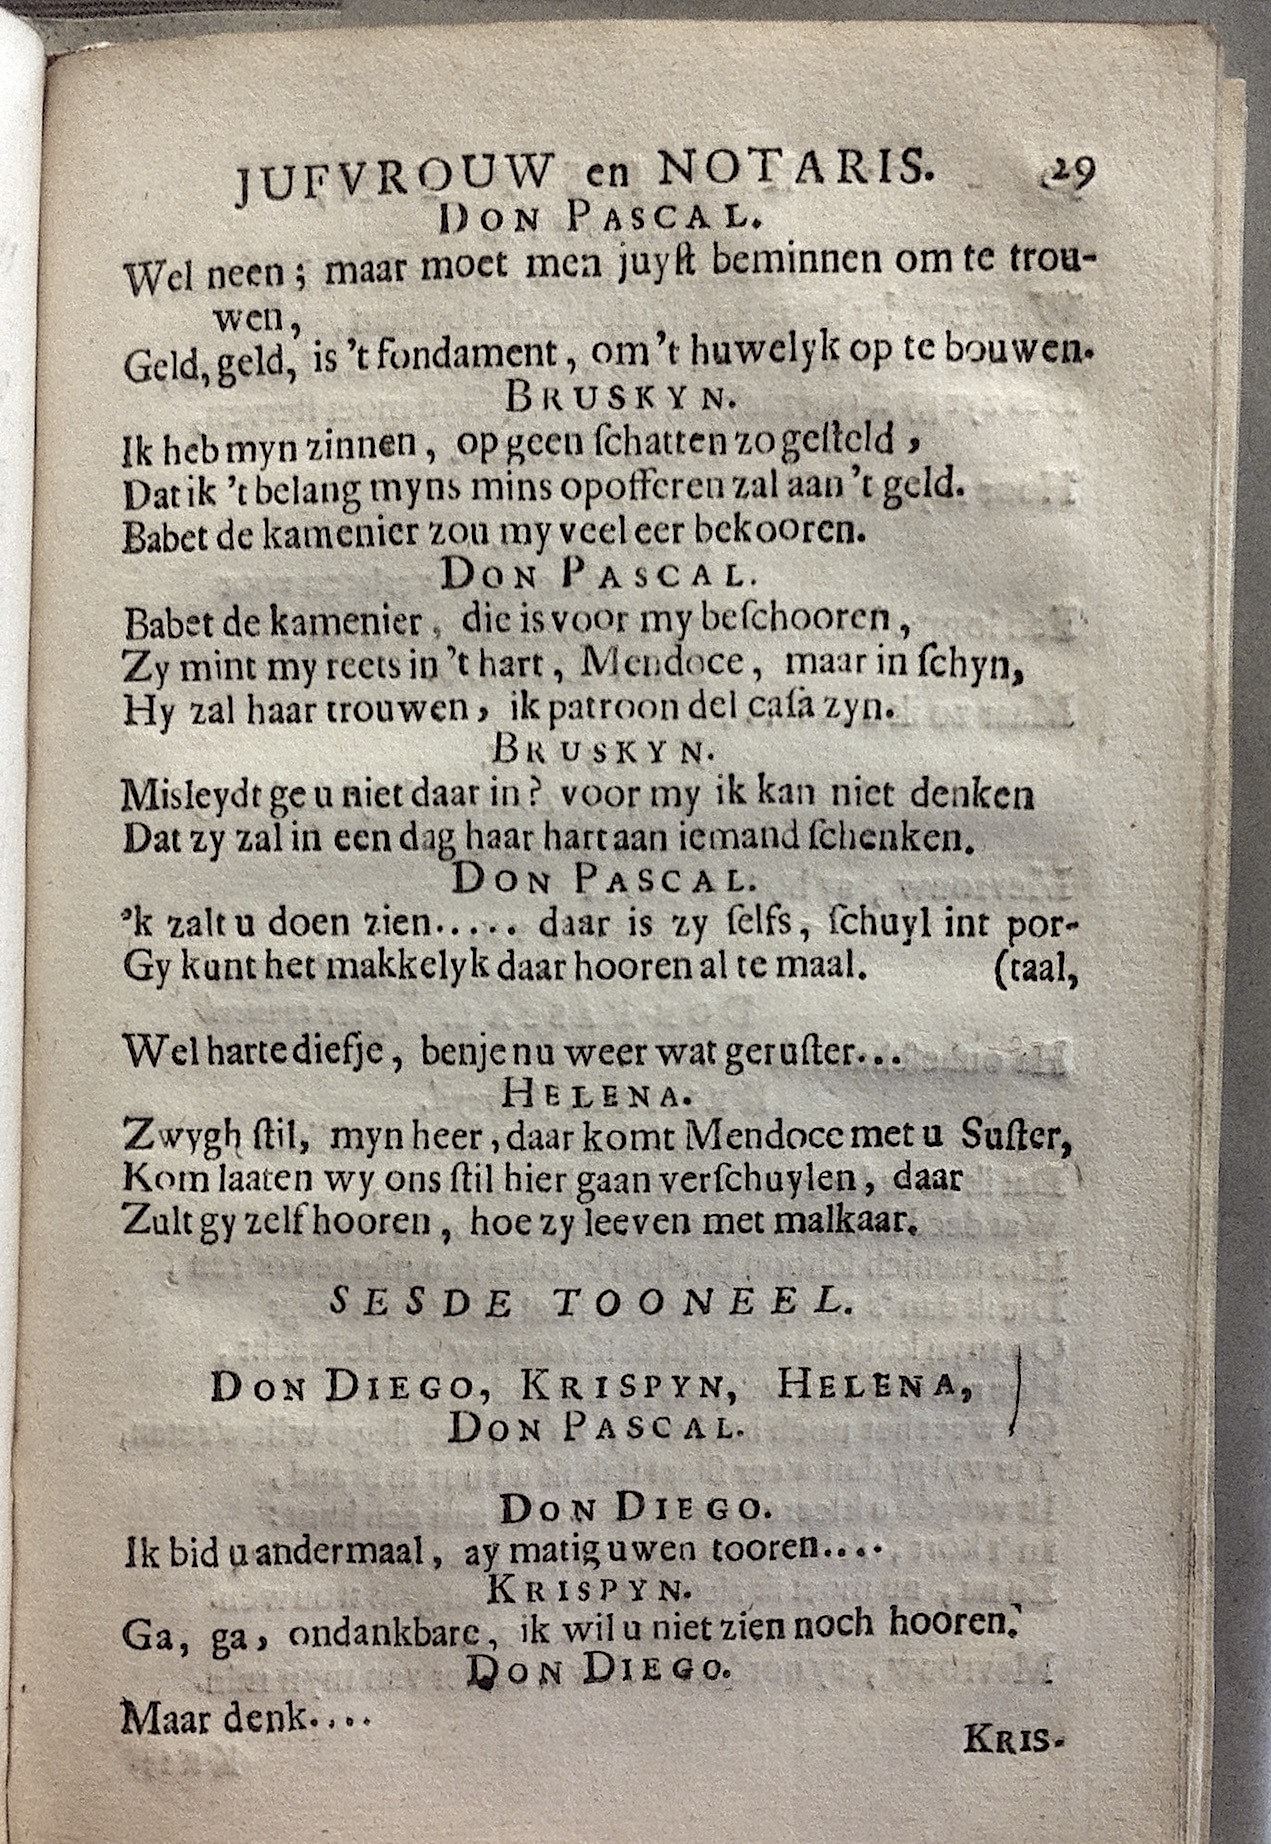 JUFVROUW en NOTARIS. 29
DON PASCAL.
Wel neen; maar moet men juyſt beminnen om te trou-
wen,
Geld, geld, is 't fondament, om 't huwelyk op te bouwen.
BRUSKYN.
Ik heb myn zinnen, op geen ſchatten zo geſteld,
Dat ik 't belang myns mins opofferen zal aan 't geld.
Babet de kamenier zou my veel eer bekooren.
DON PASCAL.
Babet de kamenier, die is voor my beſchooren,
Zy mint my reets in 't hart, Mendoce, maar in ſchyn,
Hy zal haar trouwen, ik patroon del caſa zyn.
BRUSKYN.
Misleydt ge u niet daar in? voor my ik kan niet denken
Dat zy zal in een dag haar hart aan iemand ſchenken.
DON PASCAL.
'k zalt u doen zien..... daar is zy ſelfs, ſchuyl int por-
Gy kunt het makkelyk daar hooren al te maal. (taal,
Wel hartediefje, benje nu weer wat geruſter...
HELENA.
Zwygh ſtil, myn heer, daar komt Mendoce met u Suſter,
Kom laaten wy ons ſtil hier gaan verſchuylen, daar
Zult gy zelf hooren, hoe zy leeven met malkaar.
SESDE TOONEEL.
DON DIEGO, KRISPYN, HELENA,
DON PASCAL.
DON DIEGO.
Ik bid u andermaal, ay matig uwen tooren....
KRISPYN.
Ga, ga, ondankbare, ik wil u niet zien noch hooren.
DON DIEGO.
Maar denk....
KRIS-